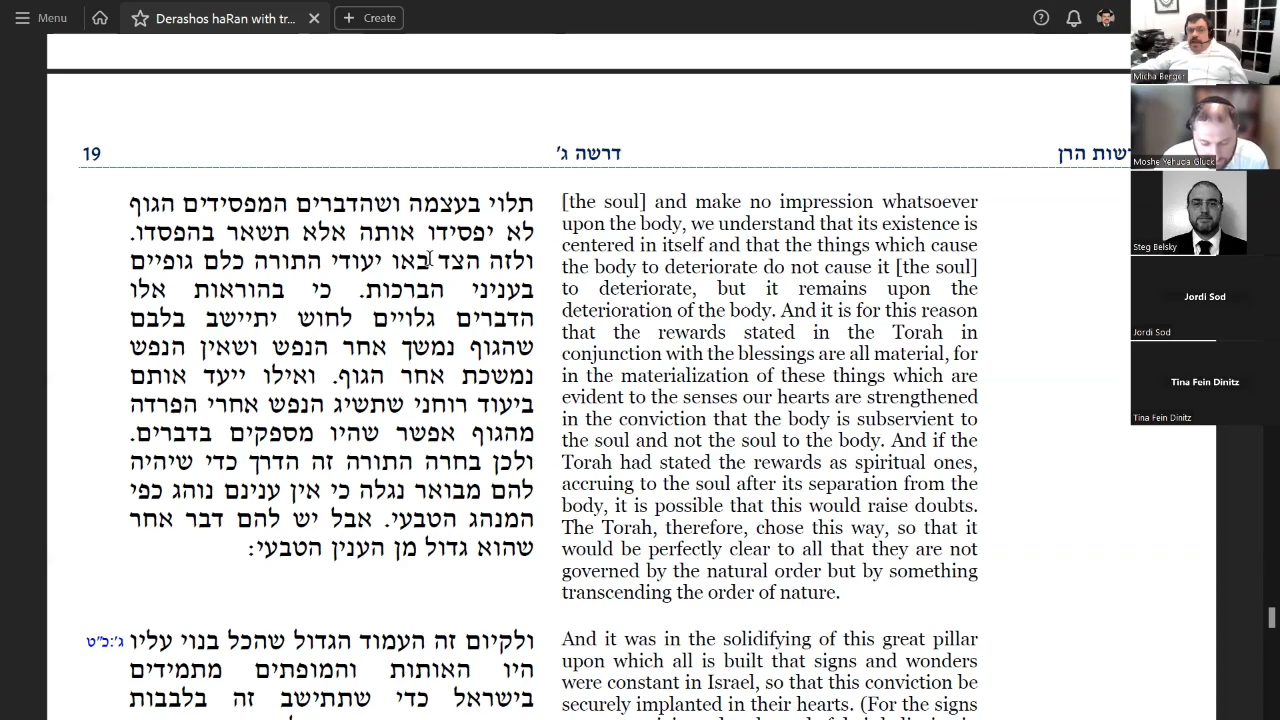 Menu
Derashos haRan with tr...
Create
Micha Berger
Moshe Yehuda Gluck
Steg Belsky
Jordi Sod
Jordi Sod
Tina Fein Dinitz
Tina Fein Dinitz
19
דרשה ג'
שות הרן
תלוי בעצמה ושהדברים המפסידים הגוף
לא יפסידו אותה אלא תשאר בהפסדו.
ולזה הצד באו יעודי התורה כלם גופיים
בעניני הברכות. כי בהוראות אלו
הדברים גלויים לחוש יתיישב בלבם
שהגוף נמשך אחר הנפש ושאין הנפש
נמשכת אחר הגוף. ואילו ייעד אותם
ביעוד רוחני שתשיג הנפש אחרי הפרדה
מהגוף אפשר שהיו מספקים בדברים.
ולכן בחרה התורה זה הדרך כדי שיהיה
להם מבואר נגלה כי אין ענינם נוהג כפי
המנהג הטבעי. אבל יש להם דבר אחר
שהוא גדול מן הענין הטבעי:
ג':כ"ט
ולקיום זה העמוד הגדול שהכל בנוי עליו
היו האותות והמופתים מתמידים
בישראל כדי שתתישב זה בלבבות
[the soul] and make no impression whatsoever
upon the body, we understand that its existence is
centered in itself and that the things which cause
the body to deteriorate do not cause it [the soul]
to deteriorate, but it remains upon the
deterioration of the body. And it is for this reason
that the rewards stated in the Torah in
conjunction with the blessings are all material, for
in the materialization of these things which are
evident to the senses our hearts are strengthened
in the conviction that the body is subservient to
the soul and not the soul to the body. And if the
Torah had stated the rewards as spiritual ones,
accruing to the soul after its separation from the
body, it is possible that this would raise doubts.
The Torah, therefore, chose this way, so that it
would be perfectly clear to all that they are not
governed by the natural order but by something
transcending the order of nature.
And it was in the solidifying of this great pillar
upon which all is built that signs and wonders
were constant in Israel, so that this conviction be
securely implanted in their hearts. (For the signs